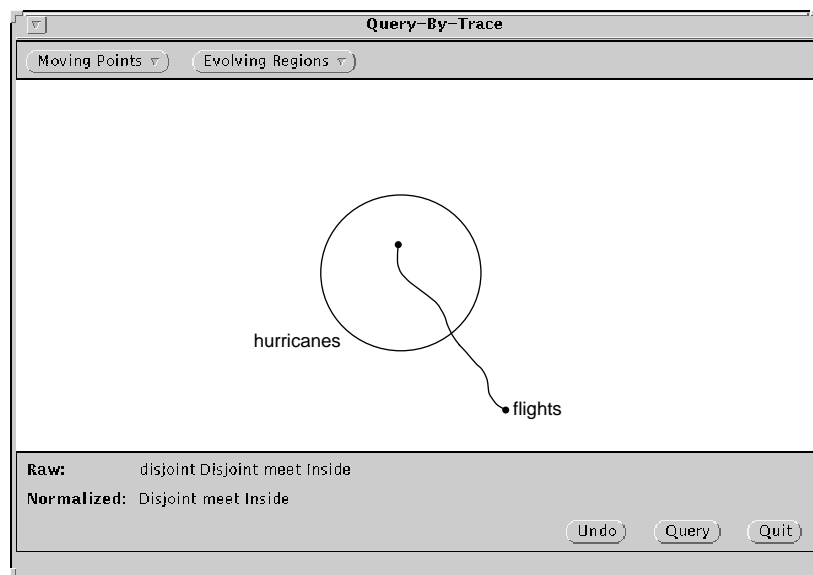 Query-By-Trace
Moving Points Evolving Regions
hurricanes
flights
Raw: disjoint Disjoint meet Inside
Normalized: Disjoint meet Inside
Undo Query Quit